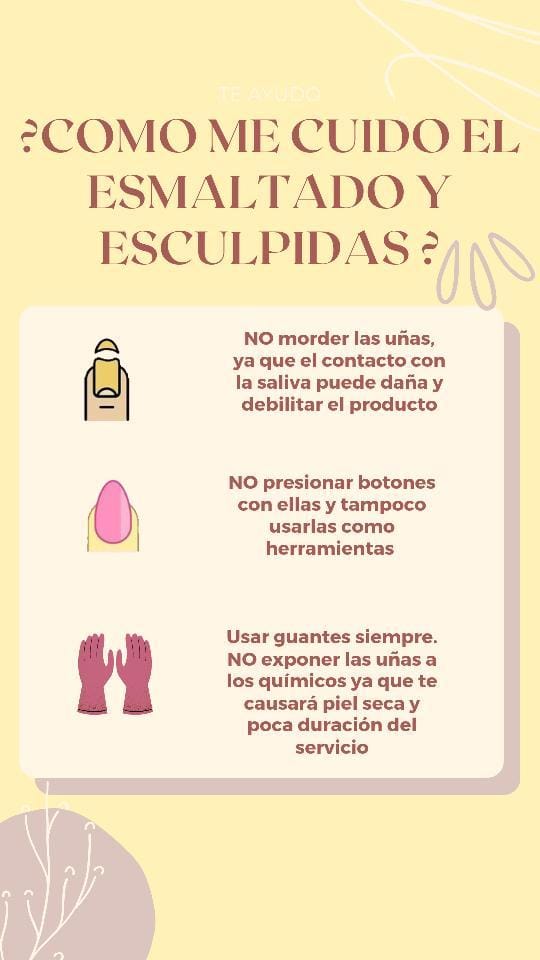 TE AYUDO
?COMO ME CUIDO EL
ESMALTADO Y
ESCULPIDAS ?
NO morder las uñas,
ya que el contacto con
la saliva puede daña y
debilitar el producto
NO presionar botones
con ellas y tampoco
usarlas como
herramientas
Usar guantes siempre.
NO exponer las uñas a
los químicos ya que te
causará piel seca y
poca duración del
servicio